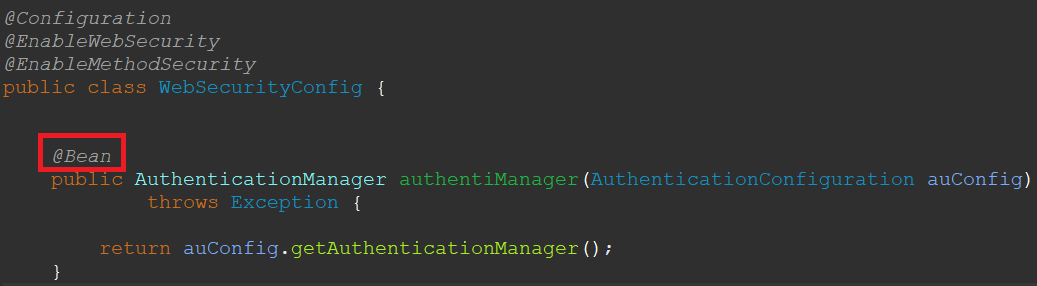 @Configuration
@EnableWebSecurity
@EnableMethodSecurity
public class WebSecurityConfig {
@Bean
public AuthenticationManager authentiManager(AuthenticationConfiguration auConfig)
throws Exception {
return auConfig.getAuthenticationManager();
}